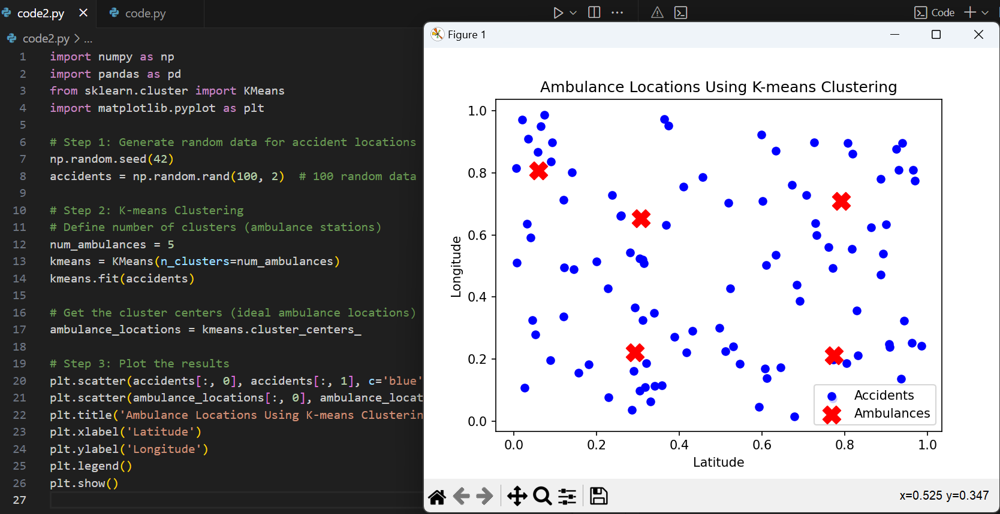 code2.py
code.py
Code
code2.py > ...
1 import numpy as np
2 import pandas as pd
3 from sklearn.cluster import KMeans
4 import matplotlib.pyplot as plt
5
6 # Step 1: Generate random data for accident locations
7 np.random.seed(42)
8 accidents = np.random.rand(100, 2)  # 100 random data
9
10 # Step 2: K-means Clustering
11 # Define number of clusters (ambulance stations)
12 num_ambulances = 5
13 kmeans = KMeans(n_clusters=num_ambulances)
14 kmeans.fit(accidents)
15
16 # Get the cluster centers (ideal ambulance locations)
17 ambulance_locations = kmeans.cluster_centers_
18
19 # Step 3: Plot the results
20 plt.scatter(accidents[:, 0], accidents[:, 1], c='blue'
21 plt.scatter(ambulance_locations[:, 0], ambulance_locat
22 plt.title('Ambulance Locations Using K-means Clusterin
23 plt.xlabel('Latitude')
24 plt.ylabel('Longitude')
25 plt.legend()
26 plt.show()
27
Figure 1
Ambulance Locations Using K-means Clustering
1.0
0.8
0.6
0.4
0.2
0.0
Longitude
Accidents
Ambulances
0.0 0.2 0.4 0.6 0.8 1.0
Latitude
x=0.525 y=0.347